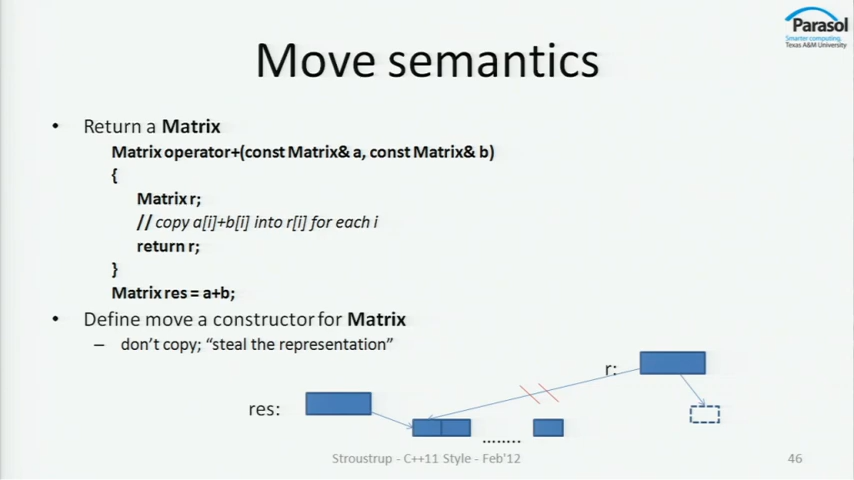 Parasol
Smarter computing.
Texas A&M University
Move semantics
• Return a Matrix
Matrix operator+(const Matrix& a, const Matrix& b)
{
Matrix r;
// copy a[i]+b[i] into r[i] for each i
return r;
}
Matrix res = a+b;
• Define move a constructor for Matrix
– don't copy; "steal the representation"
r:
res:
........
Stroustrup - C++11 Style - Feb'12
46